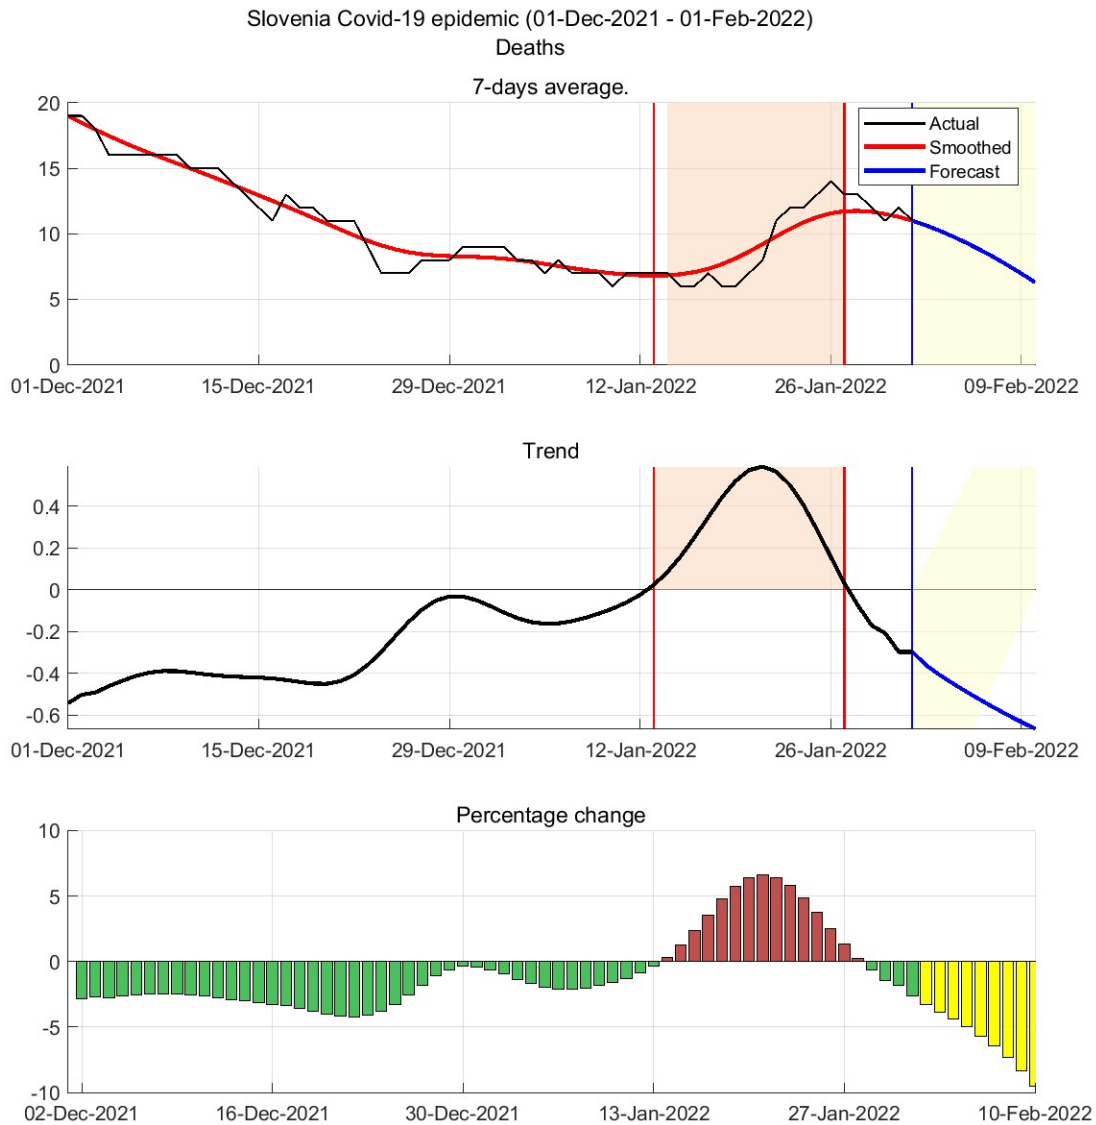 Slovenia Covid-19 epidemic (01-Dec-2021 - 01-Feb-2022)
Deaths
7-days average.
20
15
10
5
0
Actual
Smoothed
Forecast
01-Dec-2021 15-Dec-2021 29-Dec-2021 12-Jan-2022 26-Jan-2022 09-Feb-2022
Trend
0.4
0.2
0
-0.2
-0.4
-0.6
01-Dec-2021 15-Dec-2021 29-Dec-2021 12-Jan-2022 26-Jan-2022 09-Feb-2022
Percentage change
10
5
0
-5
-10
02-Dec-2021 16-Dec-2021 30-Dec-2021 13-Jan-2022 27-Jan-2022 10-Feb-2022